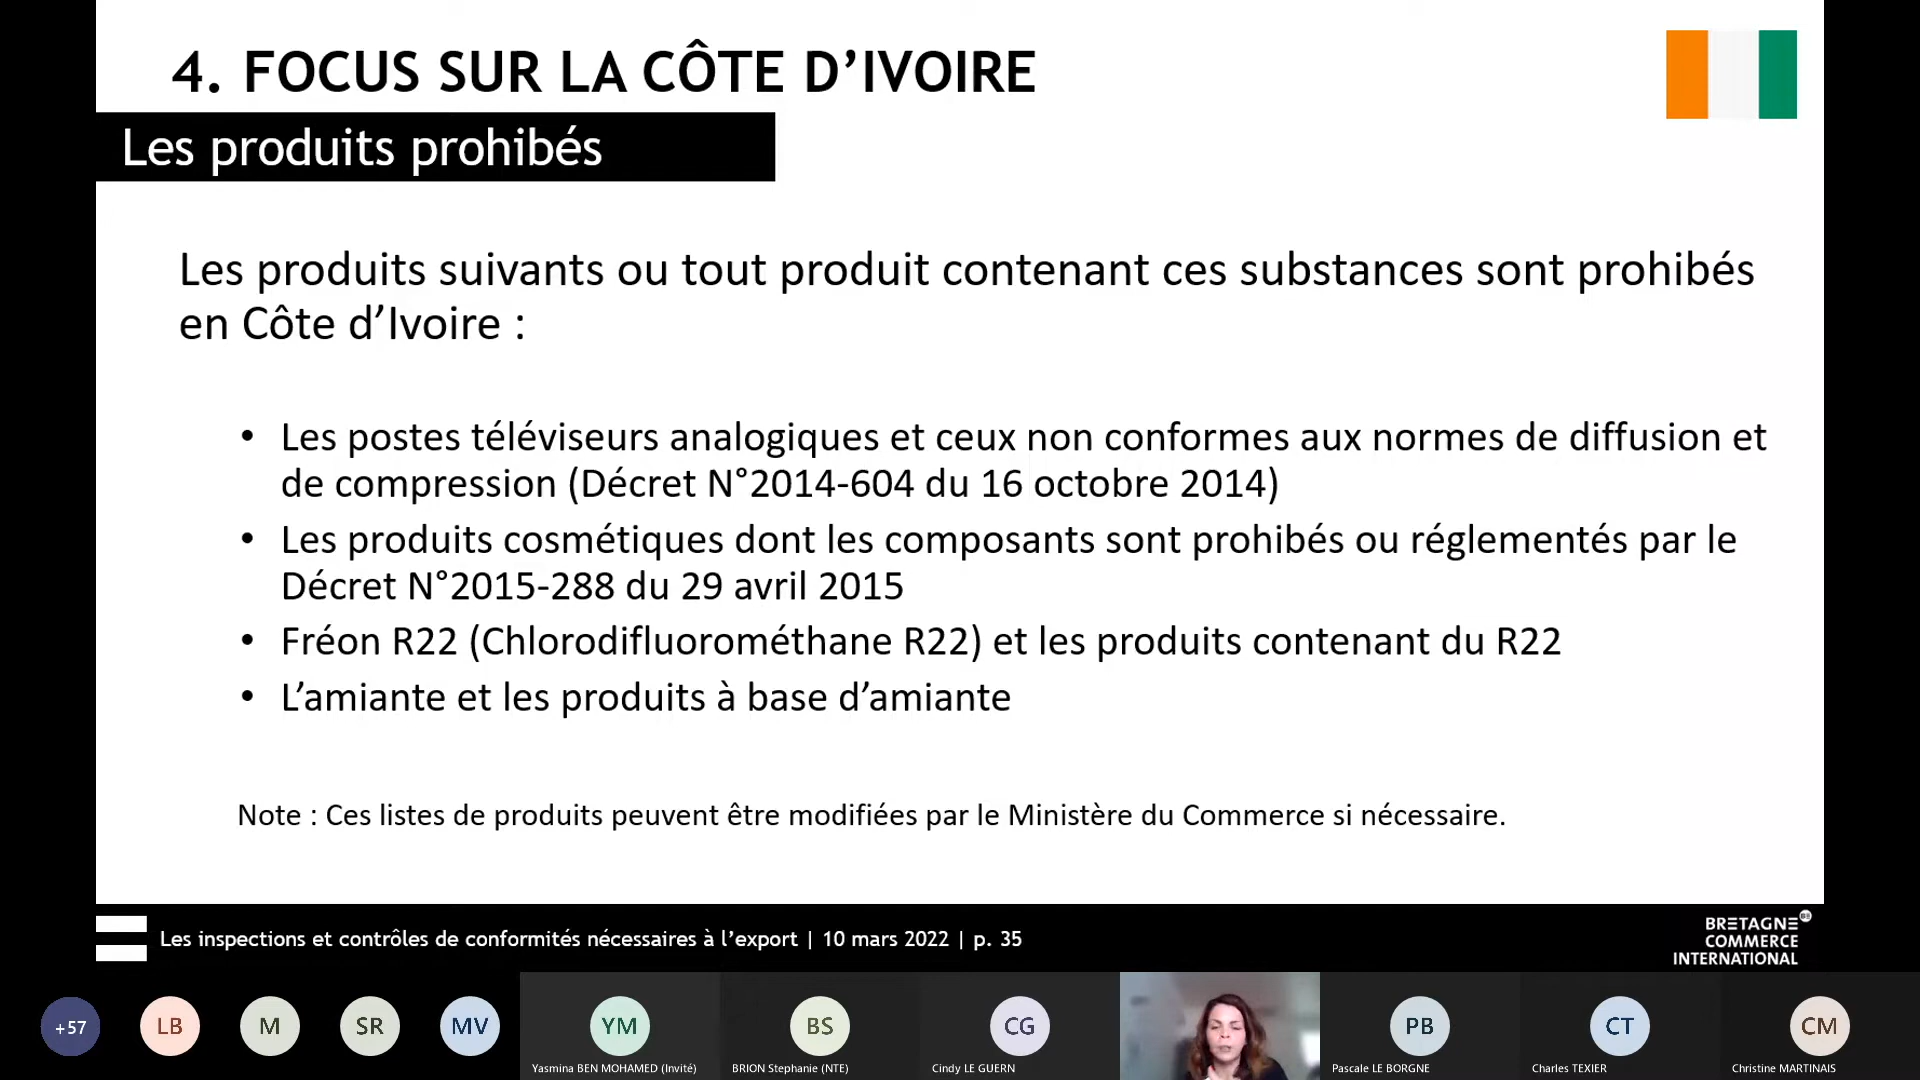 4. FOCUS SUR LA CÔTE D’IVOIRE
Les produits prohibés
Les produits suivants ou tout produit contenant ces substances sont prohibés
en Côte d’Ivoire :
• Les postes téléviseurs analogiques et ceux non conformes aux normes de diffusion et
de compression (Décret N°2014-604 du 16 octobre 2014)
• Les produits cosmétiques dont les composants sont prohibés ou réglementés par le
Décret N°2015-288 du 29 avril 2015
• Fréon R22 (Chlorodifluorométhane R22) et les produits contenant du R22
• L’amiante et les produits à base d’amiante
Note : Ces listes de produits peuvent être modifiées par le Ministère du Commerce si nécessaire.
Les inspections et contrôles de conformités nécessaires à l’export | 10 mars 2022 | p. 35
BRETAGNE
COMMERCE
INTERNATIONAL
+57 LB M SR MV YM BS CG PB CT CM
Yasmina BEN MOHAMED (Invité) BRION Stephanie (NTE) Cindy LE GUERN Pascale LE BORGNE Charles TEXIER Christine MARTINAIS